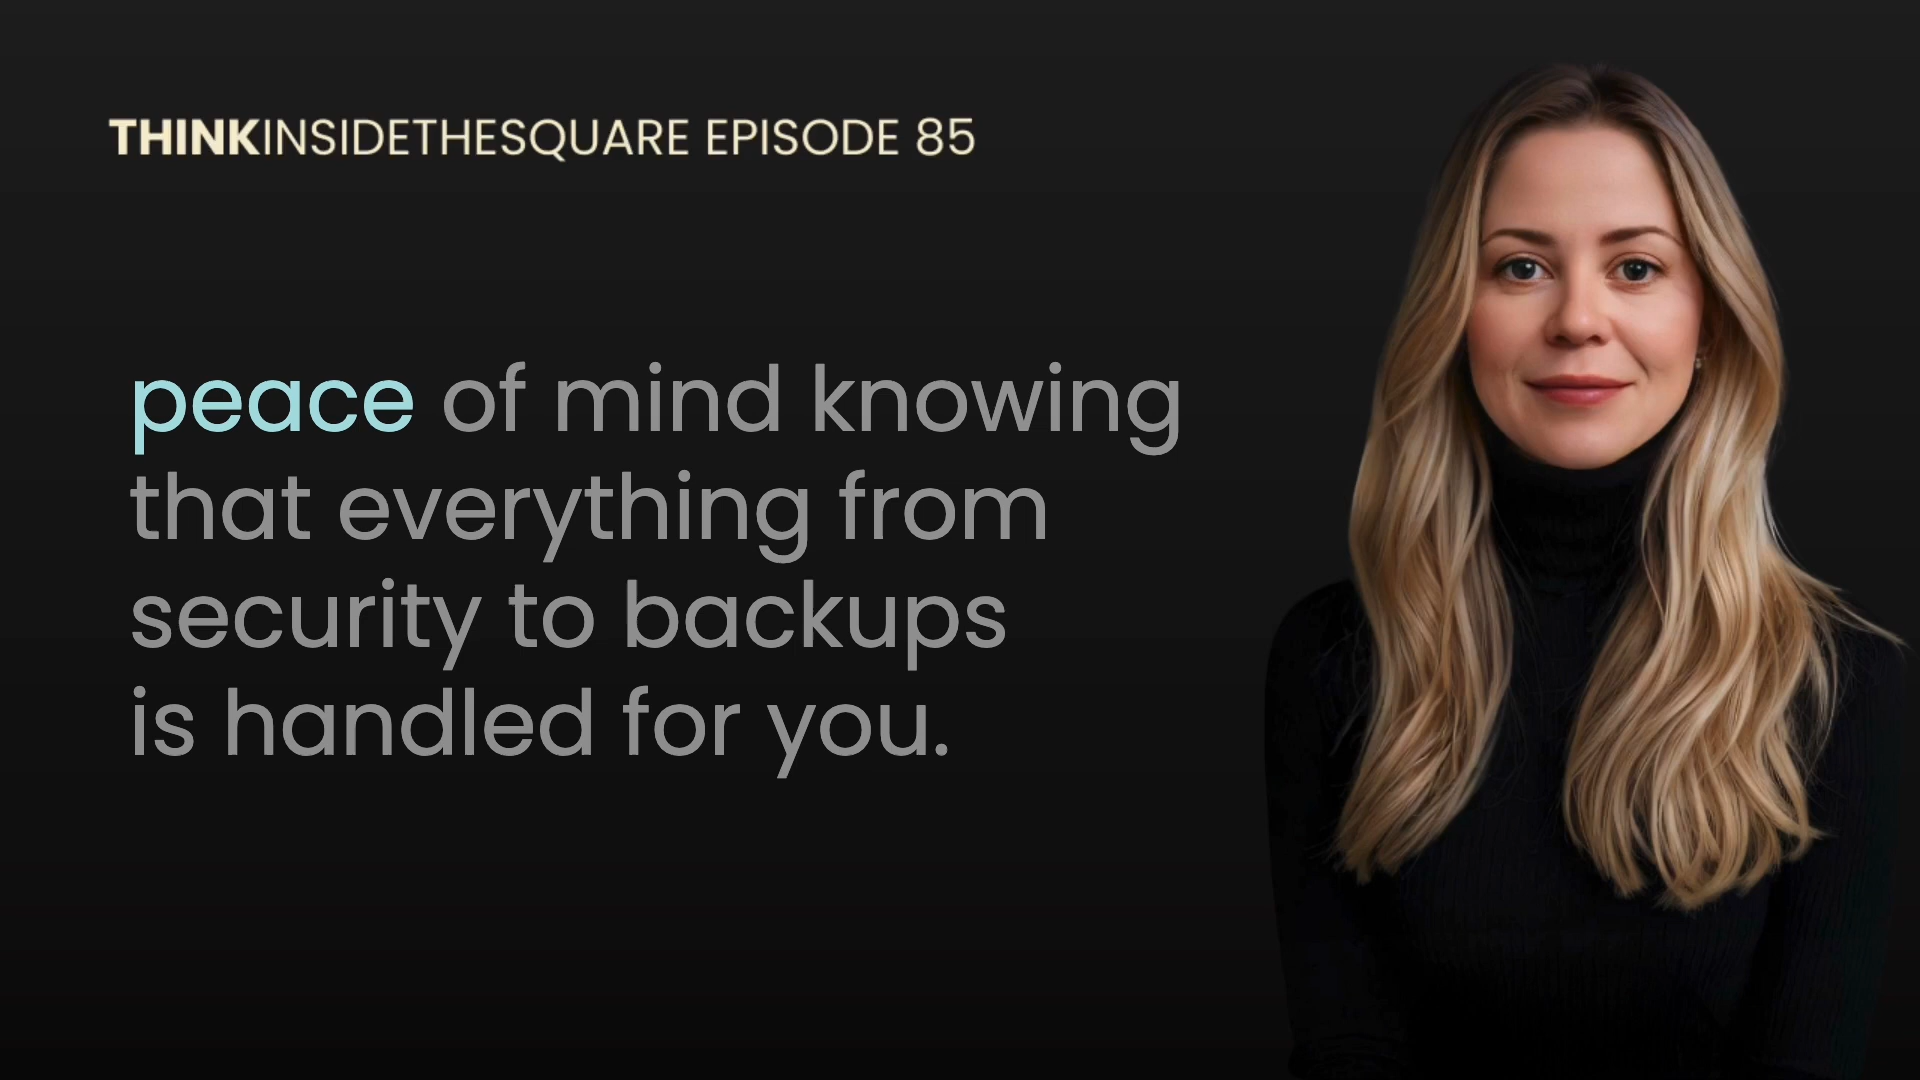 THINKINSIDETHESQUARE EPISODE 85
peace of mind knowing
that everything from
security to backups
is handled for you.